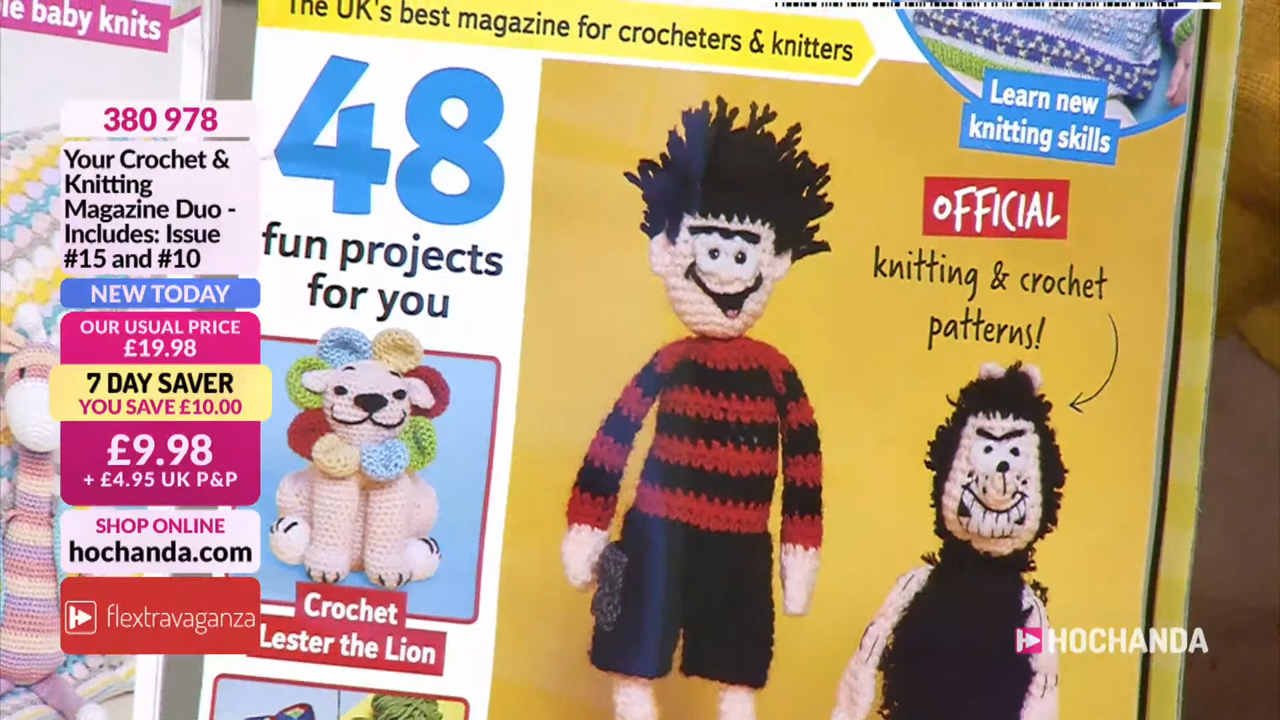 le baby knits
The UK's best magazine for crocheters & knitters
48
fun projects
for you
Learn new
knitting skills
OFFICIAL
knitting & crochet
patterns!
Crochet
Lester the Lion
380 978
Your Crochet &
Knitting
Magazine Duo -
Includes: Issue
#15 and #10
NEW TODAY
OUR USUAL PRICE
£19.98
7 DAY SAVER
YOU SAVE £10.00
£9.98
+ £4.95 UK P&P
SHOP ONLINE
hochanda.com
flextravaganza
HOCHANDA